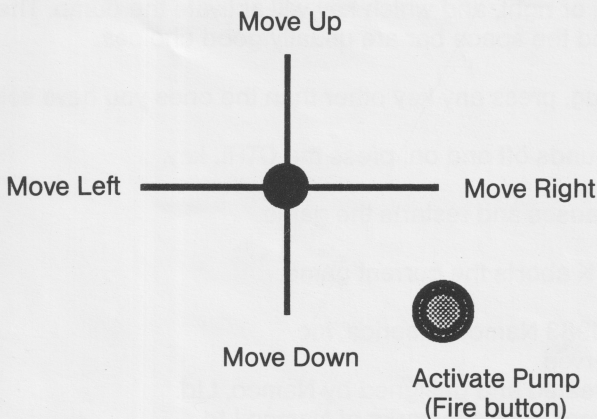 Move Up
Move Left
Move Right
Move Down
Activate Pump
(Fire button)